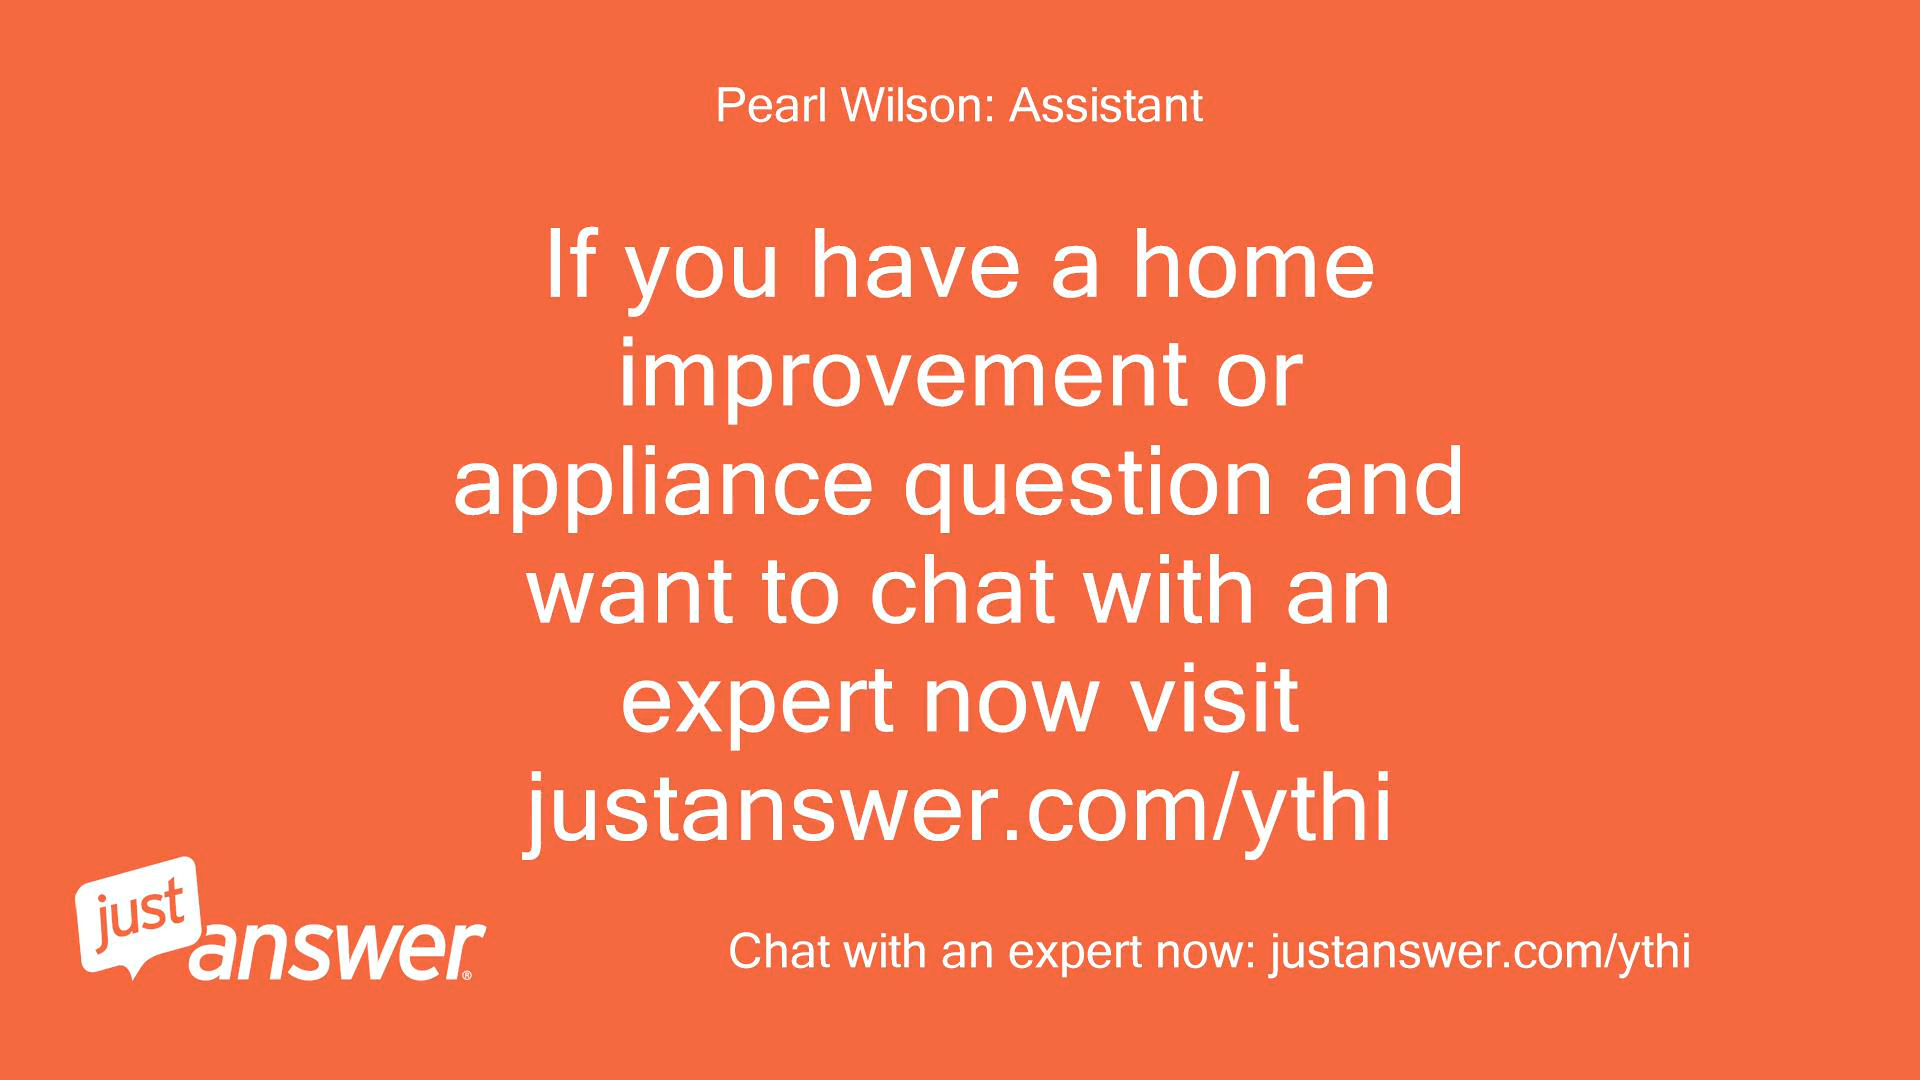 Pearl Wilson: Assistant
If you have a home
improvement or
appliance question and
want to chat with an
expert now visit
justanswer.com/ythi
just
answer®
Chat with an expert now: justanswer.com/ythi